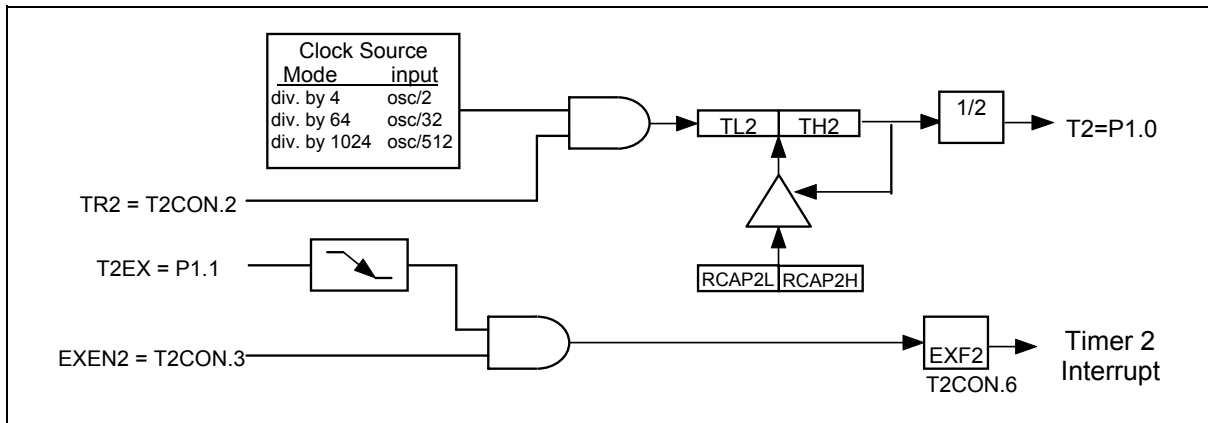 Clock Source
Mode input
div. by 4 osc/2
div. by 64 osc/32
div. by 1024 osc/512
TL2 TH2
1/2
T2=P1.0
TR2 = T2CON.2
T2EX = P1.1
RCAP2L RCAP2H
EXEN2 = T2CON.3
EXF2
T2CON.6
Timer 2
Interrupt